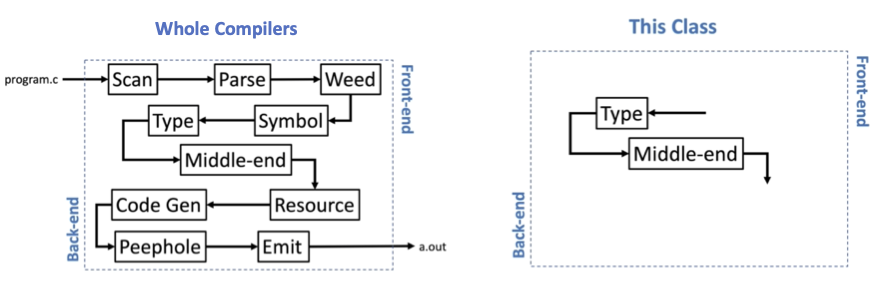 Whole Compilers
program.c
Scan
Parse
Weed
Front-end
Type
Symbol
Middle-end
Code Gen
Resource
Back-end
Peephole
Emit
a.out
This Class
Front-end
Type
Middle-end
Back-end